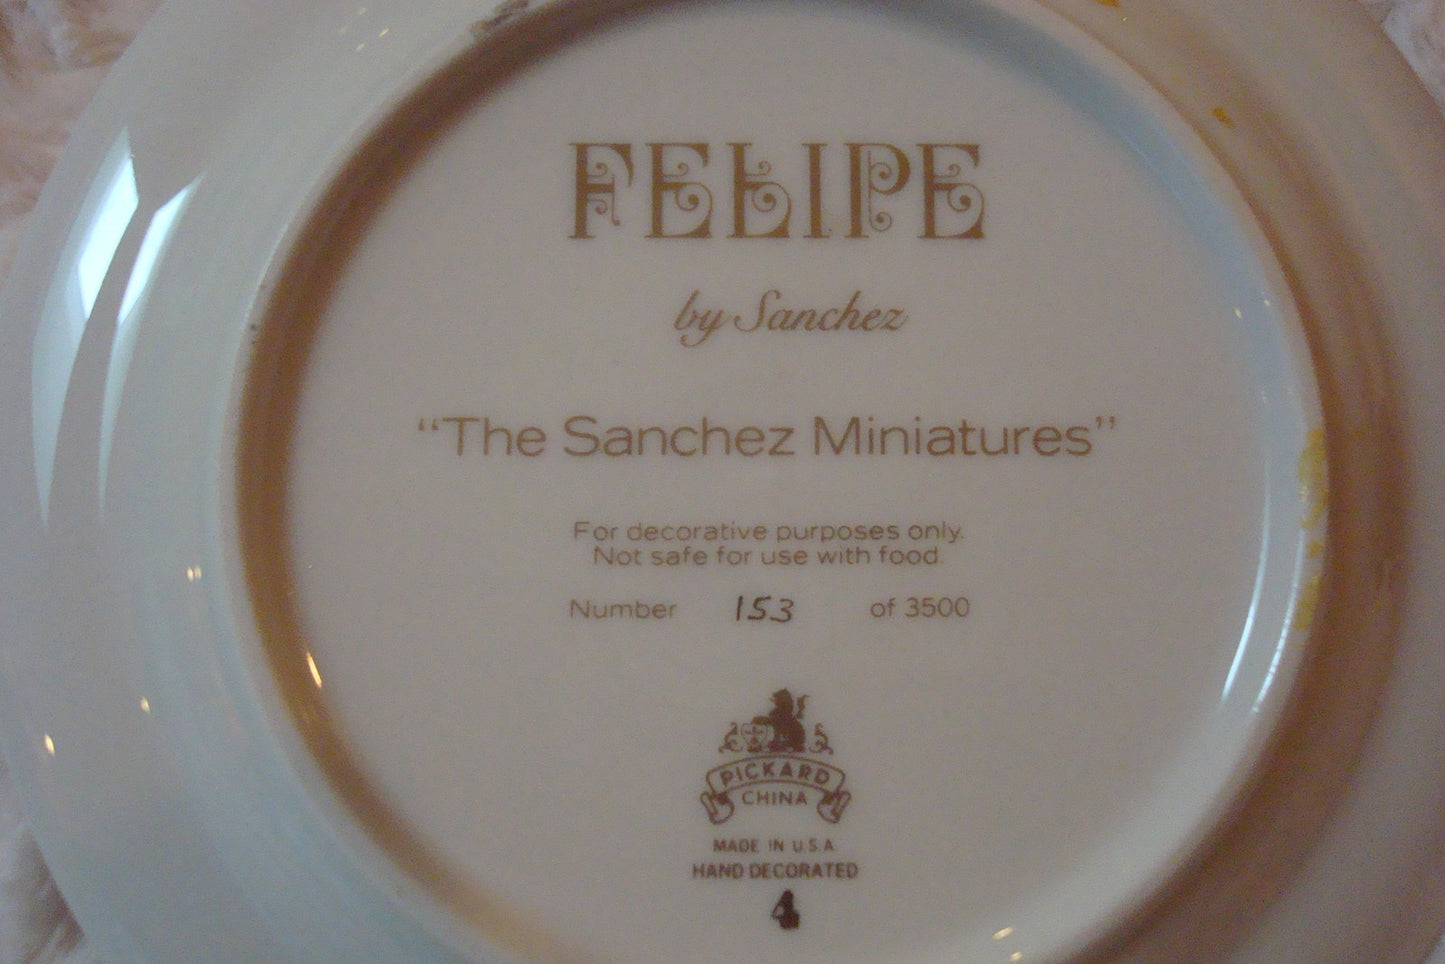 FELIPE
by Sanchez
“The Sanchez Miniatures”
For decorative purposes only.
Not safe for use with food.
Number 153 of 3500
PICKARD
CHINA
MADE IN U.S.A
HAND DECORATED
4